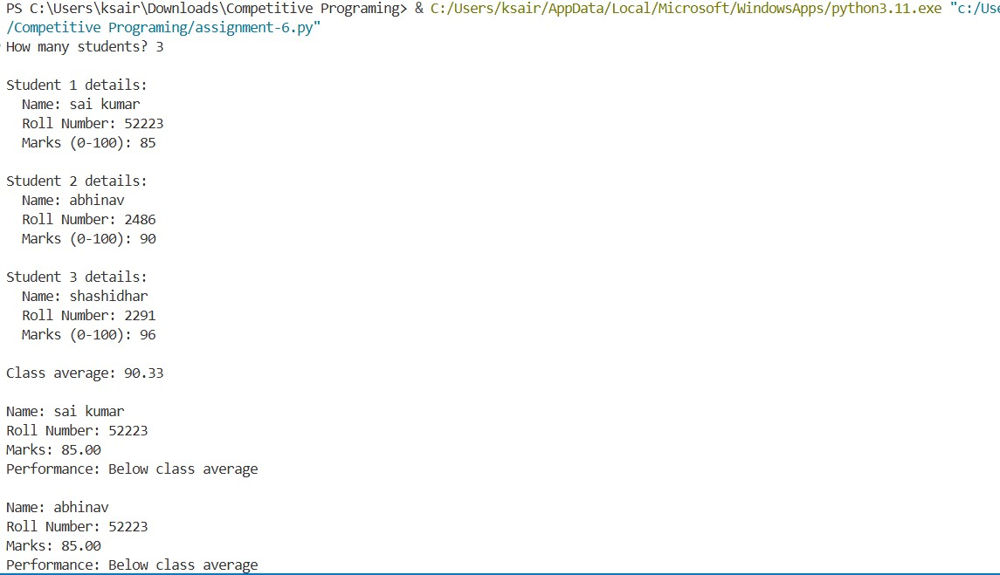 PS C:\Users\ksair\Downloads\Competitive Programing> & C:/Users/ksair/AppData/Local/Microsoft/WindowsApps/python3.11.exe "c:/Use
/Competitive Programing/assignment-6.py"
How many students? 3
Student 1 details:
Name: sai kumar
Roll Number: 52223
Marks (0-100): 85
Student 2 details:
Name: abhinav
Roll Number: 2486
Marks (0-100): 90
Student 3 details:
Name: shashidhar
Roll Number: 2291
Marks (0-100): 96
Class average: 90.33
Name: sai kumar
Roll Number: 52223
Marks: 85.00
Performance: Below class average
Name: abhinav
Roll Number: 52223
Marks: 85.00
Performance: Below class average